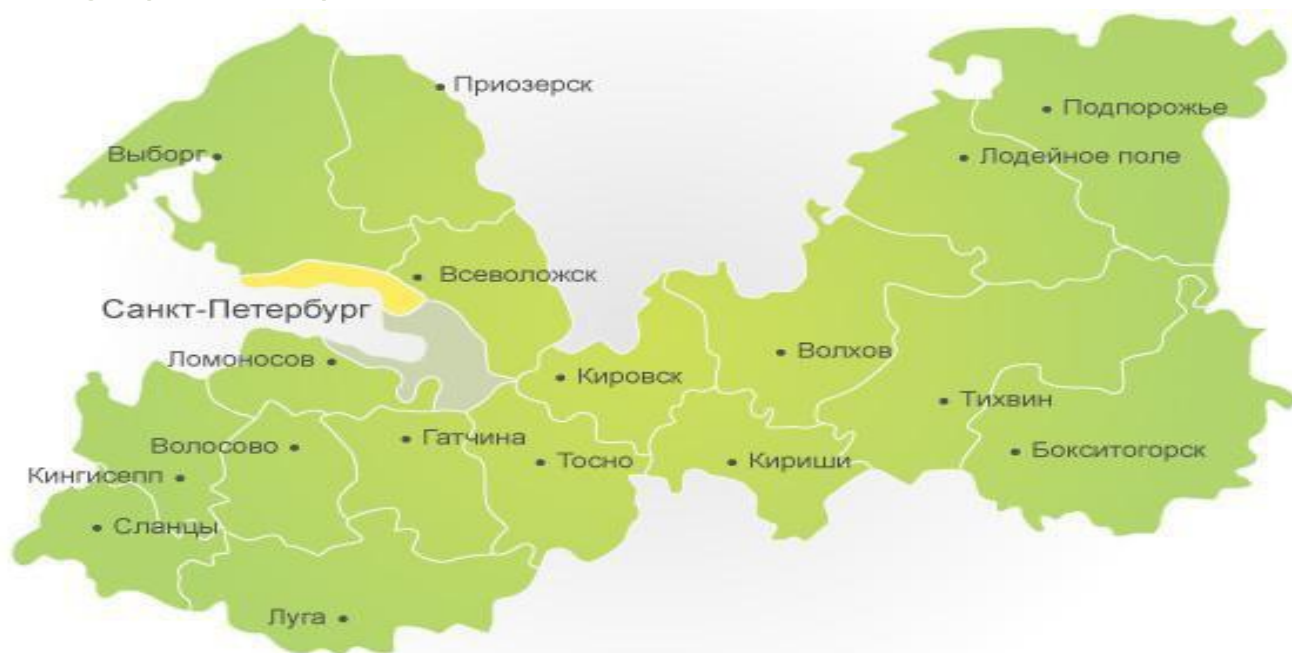 Приозерск
Подпорожье
Выборг
Лодейное поле
Всеволожск
Санкт-Петербург
Ломоносов
Волхов
Кировск
Тихвин
Волосово
Гатчина
Тосно
Кириши
Бокситогорск
Кингисепп
Сланцы
Луга